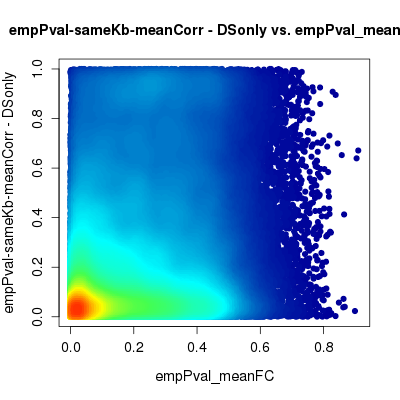 empPval-sameKb-meanCorr - DSonly vs. empPval_mean
empPval-sameKb-meanCorr - DSonly
1.0
0.8
0.6
0.4
0.2
0.0
0.0 0.2 0.4 0.6 0.8
empPval_meanFC